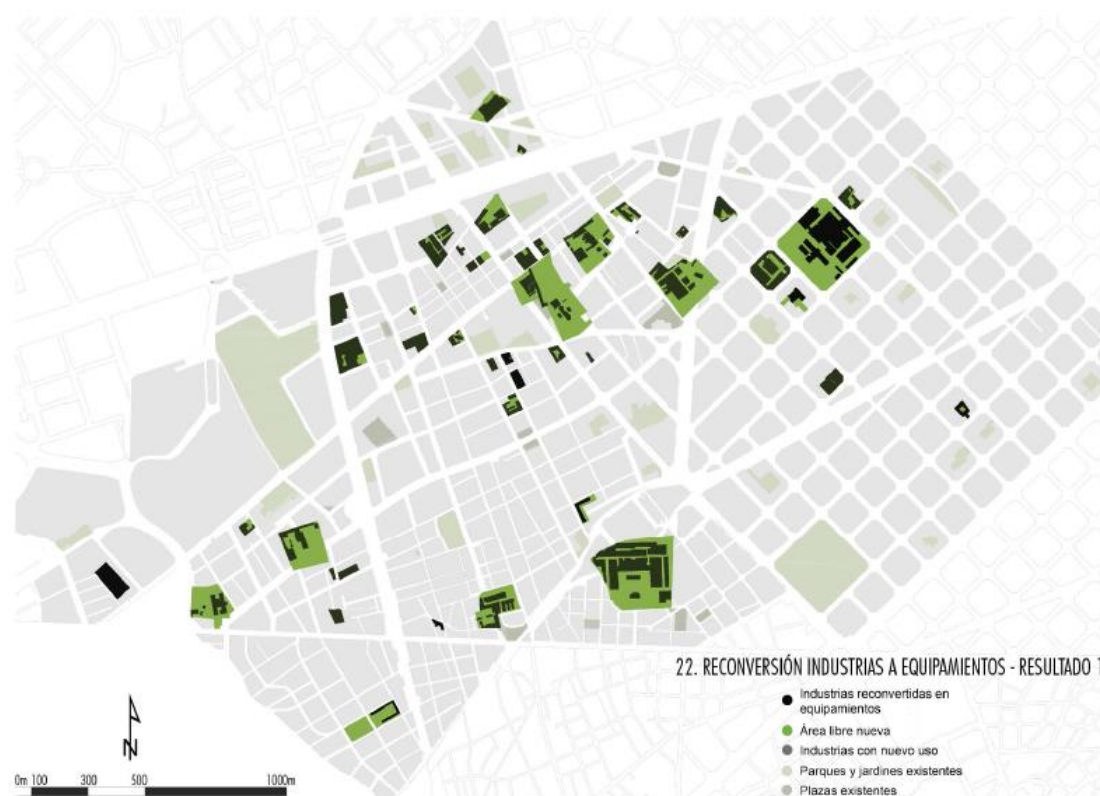 22. RECONVERSIÓN INDUSTRIAS A EQUIPAMIENTOS - RESULTADO 1
Industrias reconvertidas en
equipamientos
Área libre nueva
Industrias con nuevo uso
Parques y jardines existentes
Plazas existentes
N
0m 100 300 500 1000m